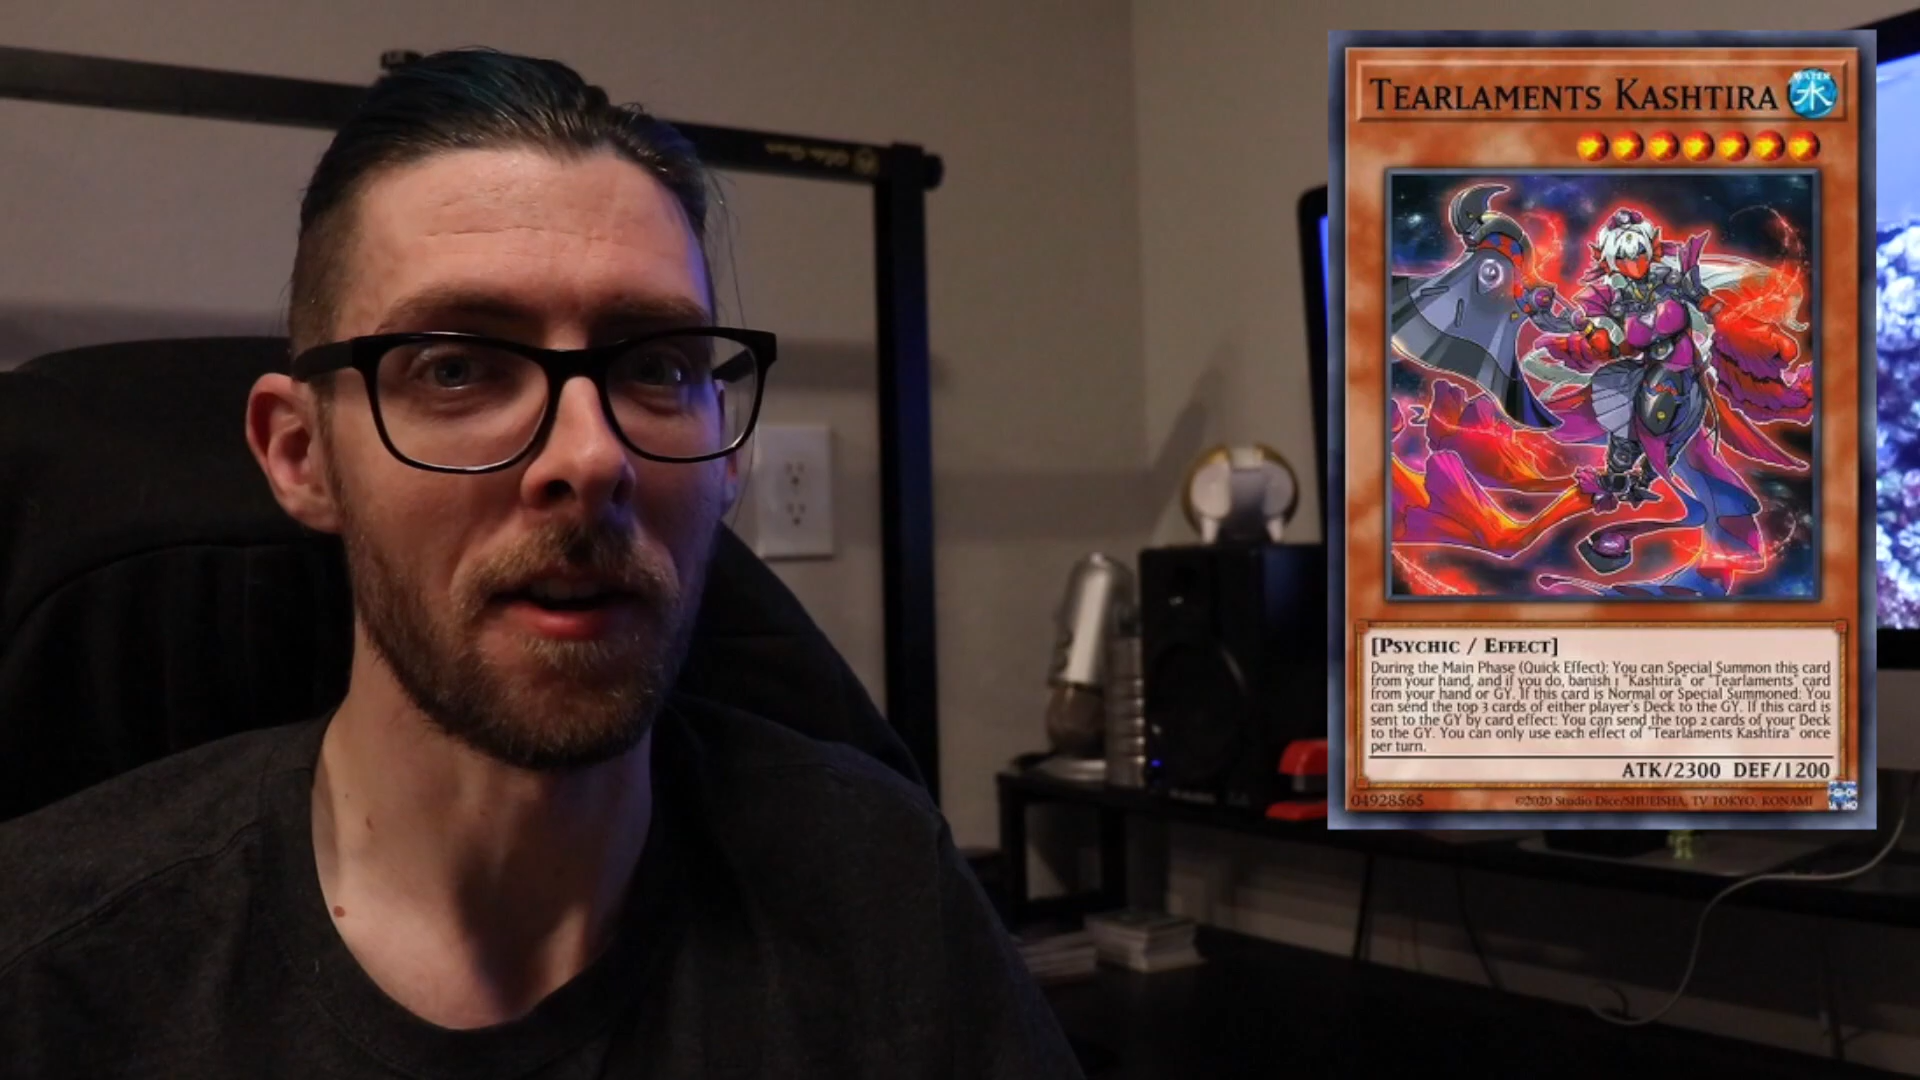 TEARLAMENTS KASHTIRA
WATER
水
[PSYCHIC / EFFECT]
During the Main Phase (Quick Effect): You can Special Summon this card
from your hand, and if you do, banish 1 "Kashtira" or "Tearlaments" card
from your hand or GY. If this card is Normal or Special Summoned: You
can send the top 3 cards of either player's Deck to the GY. If this card is
sent to the GY by card effect: You can send the top 2 cards of your Deck
to the GY. You can only use each effect of "Tearlaments Kashtira" once
per turn.
ATK/2300 DEF/1200
04928565
©2020 Studio Dice/SHUEISHA, TV TOKYO, KONAMI